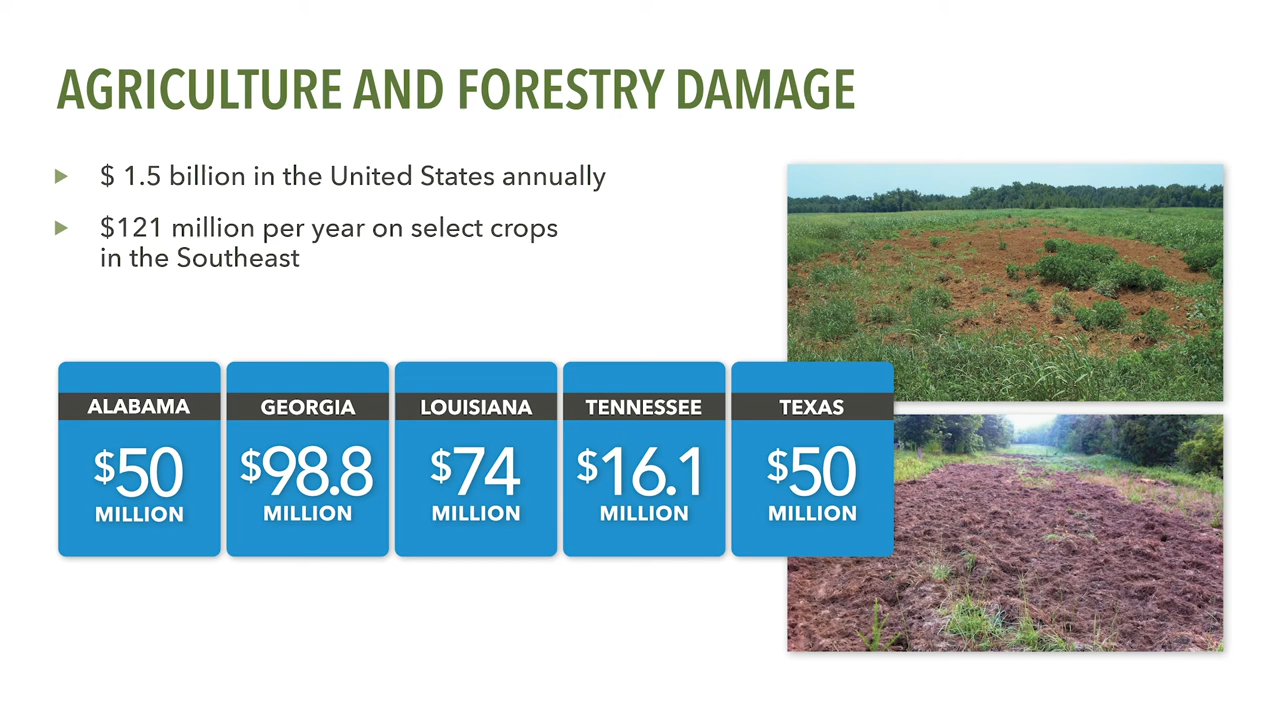 AGRICULTURE AND FORESTRY DAMAGE
$ 1.5 billion in the United States annually
$121 million per year on select crops
in the Southeast
ALABAMA
$50
MILLION
GEORGIA
$98.8
MILLION
LOUISIANA
$74
MILLION
TENNESSEE
$16.1
MILLION
TEXAS
$50
MILLION